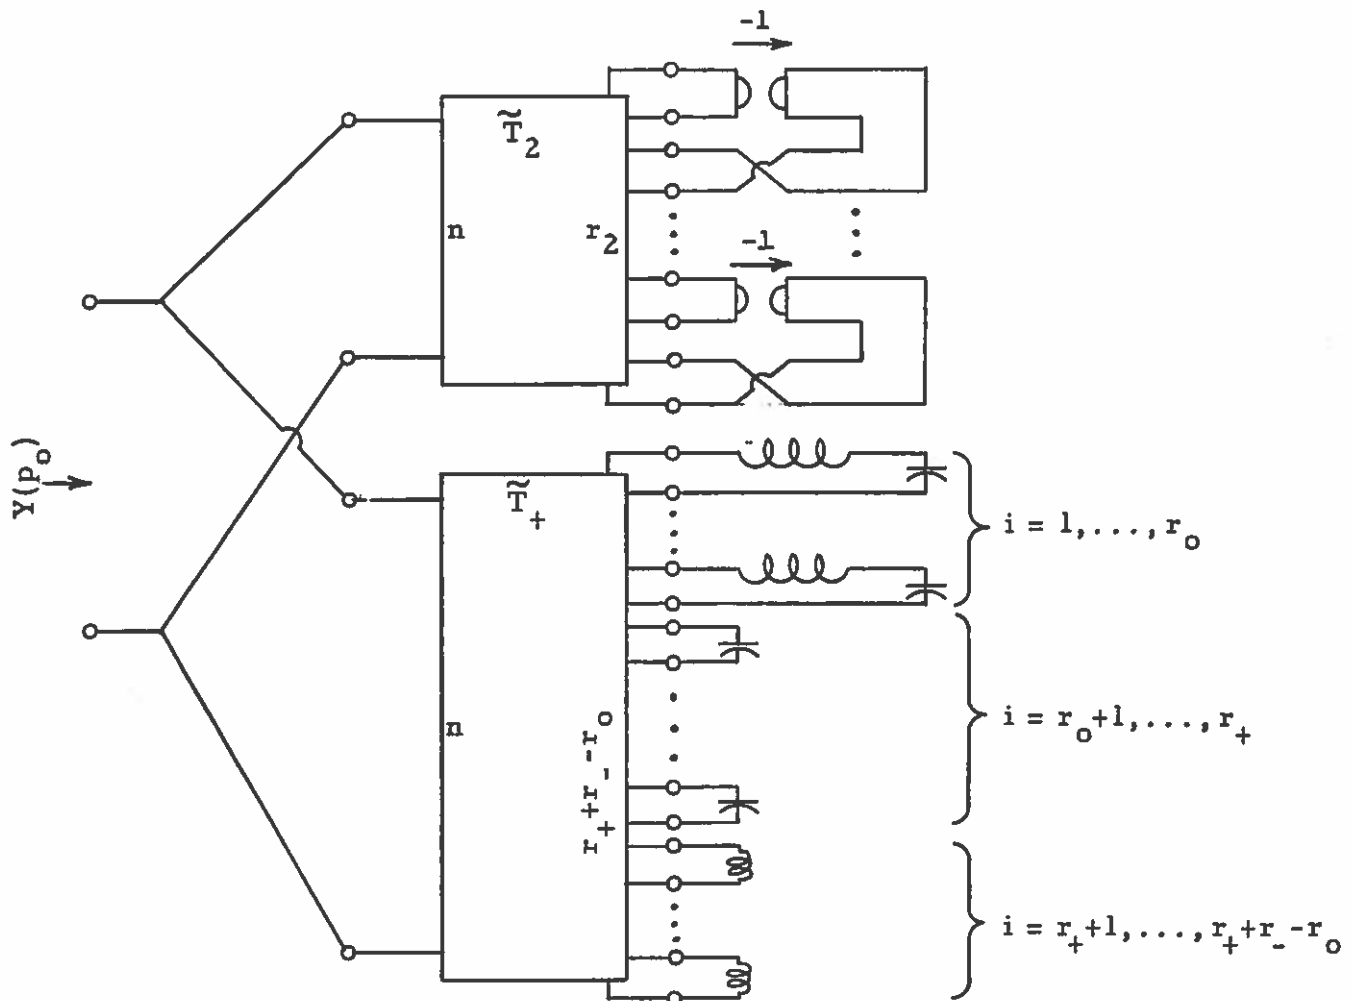 -1
T̃₂
n
r₂
-1
Y(pₒ)
T̃₊
i = 1,...,rₒ
n
r₊+r₋-rₒ
i = rₒ+1,...,r₊
i = r₊+1,...,r₊+r₋-rₒ